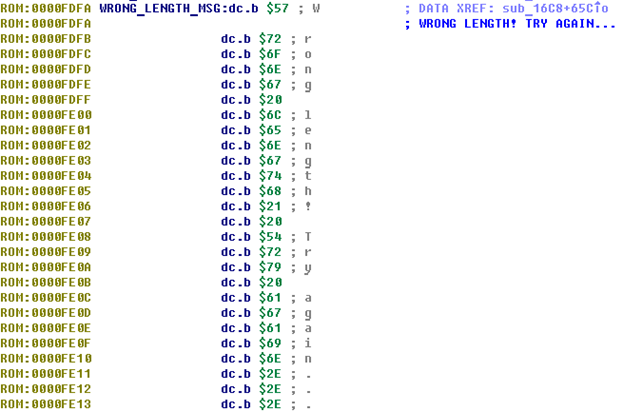 ROM:0000FDFA WRONG_LENGTH_MSG:dc.b $57 ; W ; DATA XREF: sub_16C8+65C↑o
ROM:0000FDFA ; WRONG LENGTH! TRY AGAIN...
ROM:0000FDFB dc.b $72 ; r
ROM:0000FDFC dc.b $6F ; o
ROM:0000FDFD dc.b $6E ; n
ROM:0000FDFE dc.b $67 ; g
ROM:0000FDFF dc.b $20
ROM:0000FE00 dc.b $6C ; l
ROM:0000FE01 dc.b $65 ; e
ROM:0000FE02 dc.b $6E ; n
ROM:0000FE03 dc.b $67 ; g
ROM:0000FE04 dc.b $74 ; t
ROM:0000FE05 dc.b $68 ; h
ROM:0000FE06 dc.b $21 ; !
ROM:0000FE07 dc.b $20
ROM:0000FE08 dc.b $54 ; T
ROM:0000FE09 dc.b $72 ; r
ROM:0000FE0A dc.b $79 ; y
ROM:0000FE0B dc.b $20
ROM:0000FE0C dc.b $61 ; a
ROM:0000FE0D dc.b $67 ; g
ROM:0000FE0E dc.b $61 ; a
ROM:0000FE0F dc.b $69 ; i
ROM:0000FE10 dc.b $6E ; n
ROM:0000FE11 dc.b $2E ; .
ROM:0000FE12 dc.b $2E ; .
ROM:0000FE13 dc.b $2E ; .